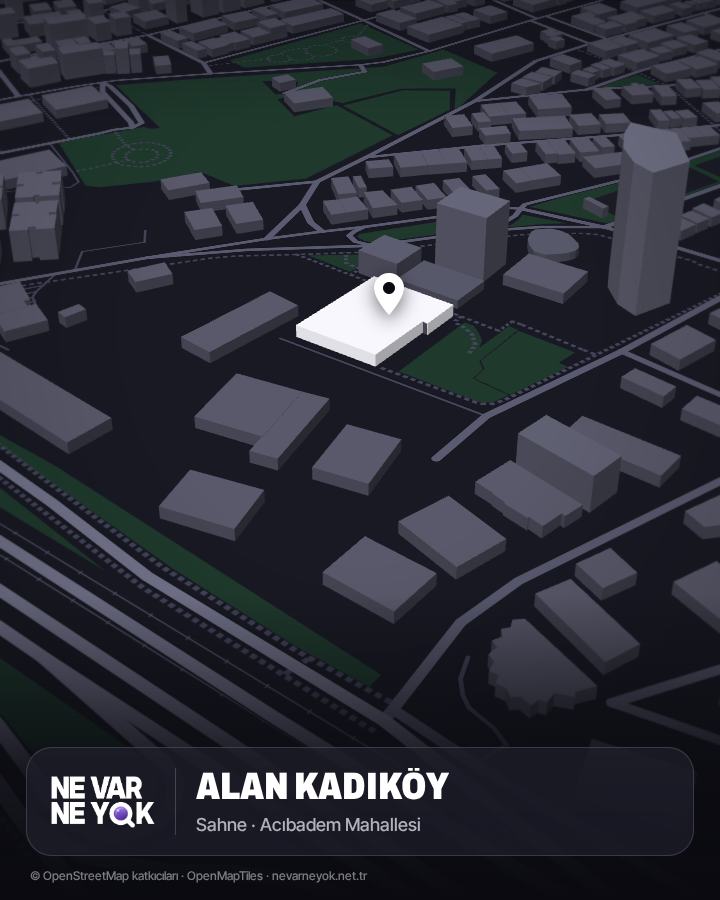 NE VAR
NE YOK
ALAN KADIKÖY
Sahne · Acıbadem Mahallesi
© OpenStreetMap katkıcıları · OpenMapTiles · nevarneyok.net.tr